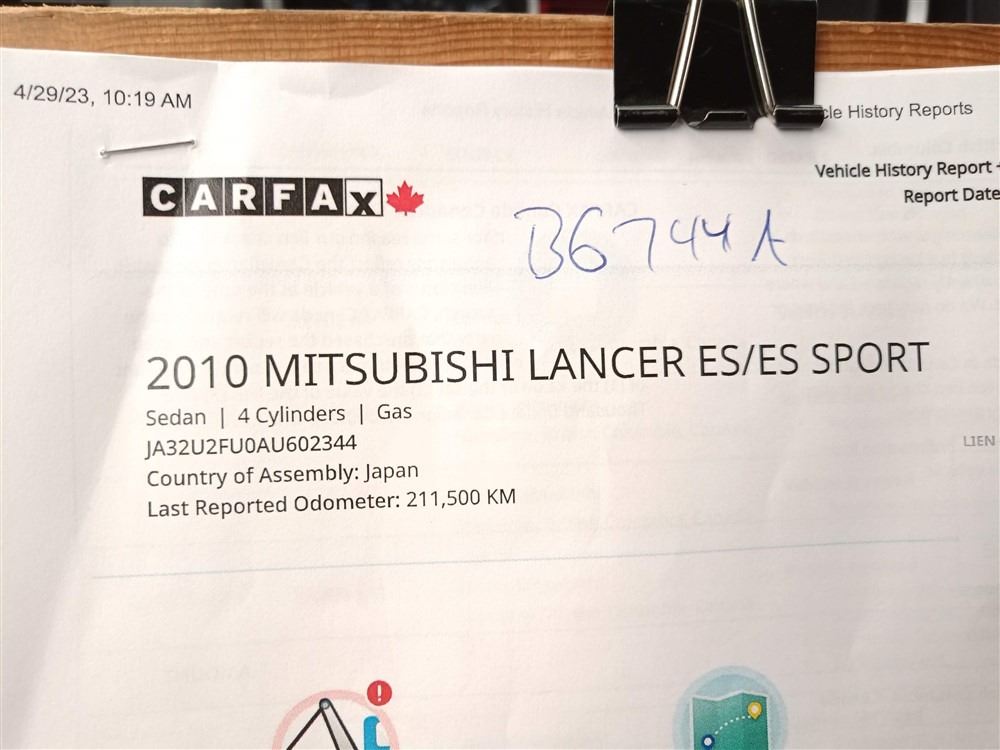 4/29/23, 10:19 AM
cle History Reports
Vehicle History Report
Report Date
CARFAX
B6744A
2010 MITSUBISHI LANCER ES/ES SPORT
Sedan | 4 Cylinders | Gas
JA32U2FU0AU602344
LIEN
Country of Assembly: Japan
Last Reported Odometer: 211,500 KM